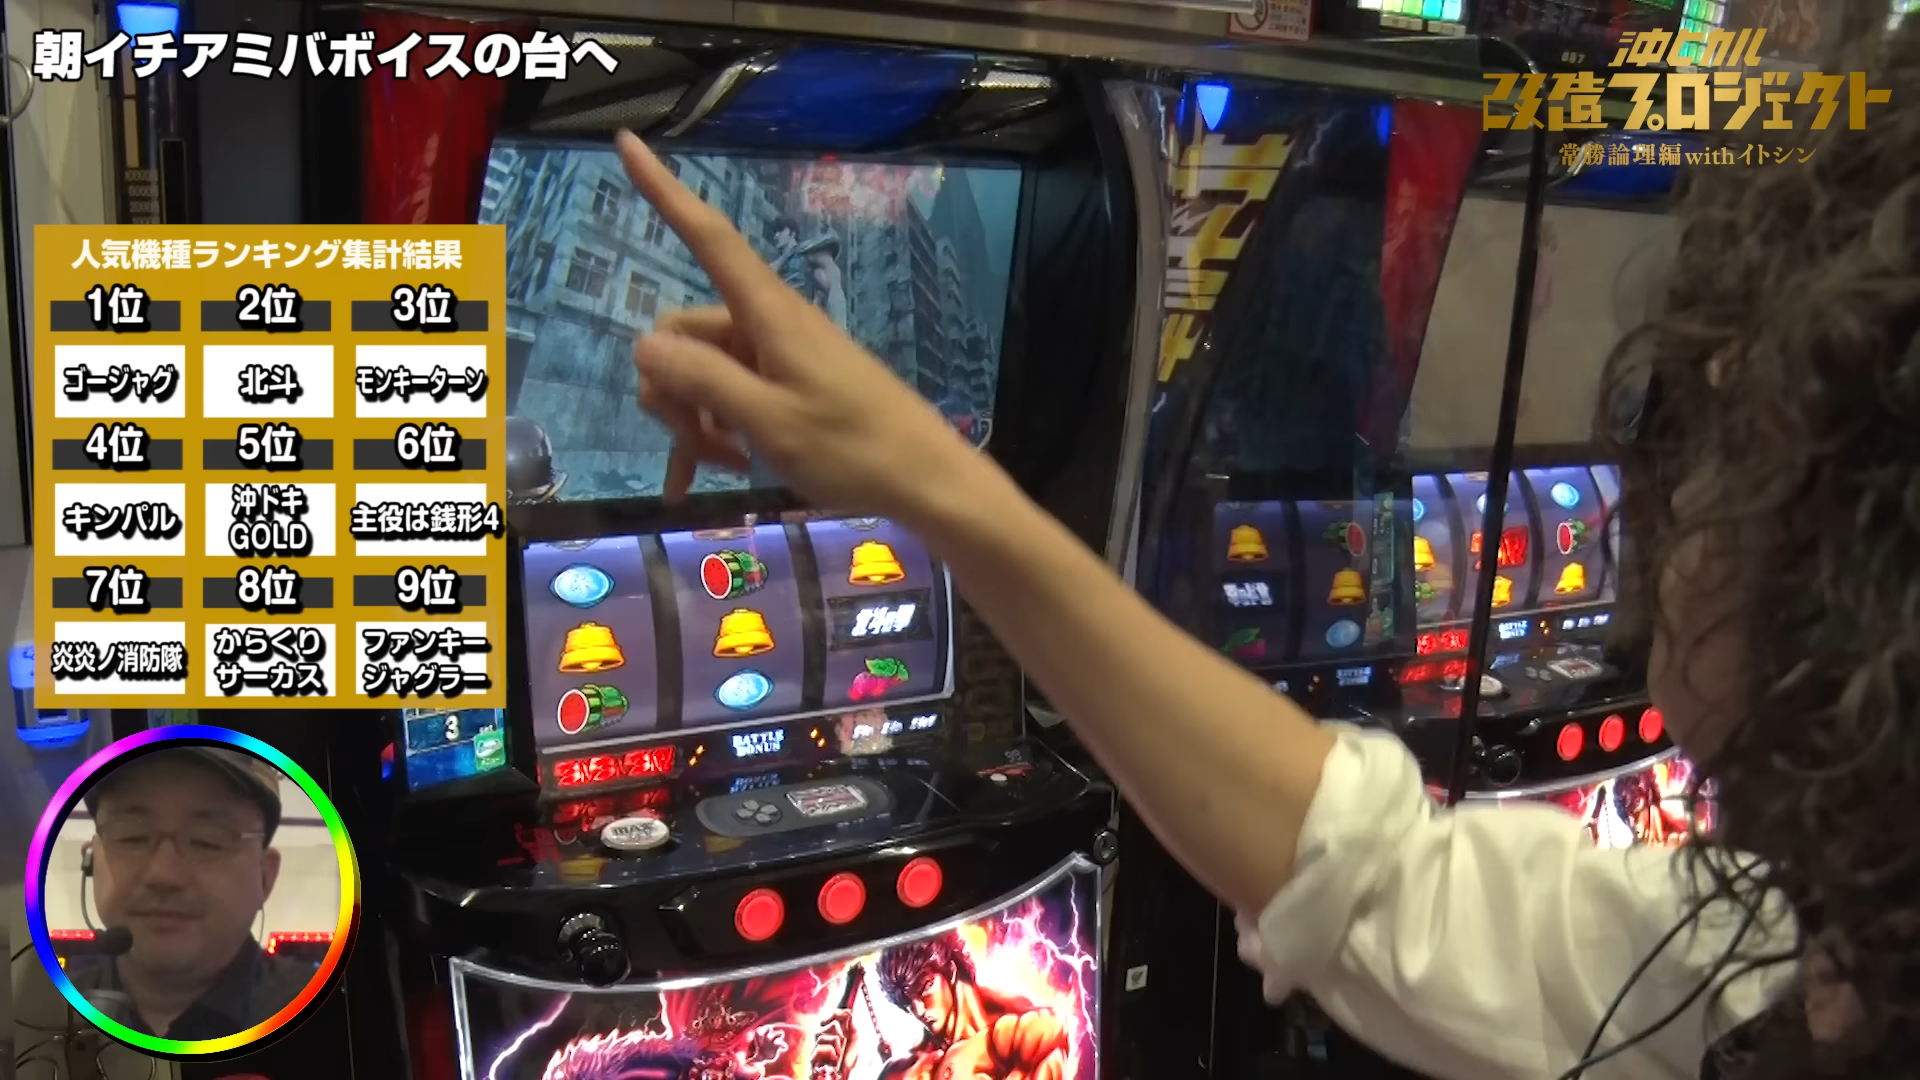 朝イチアミバボイスの台へ
沖ヒカル
改造プロジェクト
常勝論理編withイトシン
人気機種ランキング集計結果
1位
2位
3位
ゴージャグ
北斗
モンキーターン
4位
5位
6位
キンパル
沖ドキ
GOLD
主役は銭形4
7位
8位
9位
炎炎ノ消防隊
からくり
サーカス
ファンキー
ジャグラー
3
BATTLE
BONUS
MAX